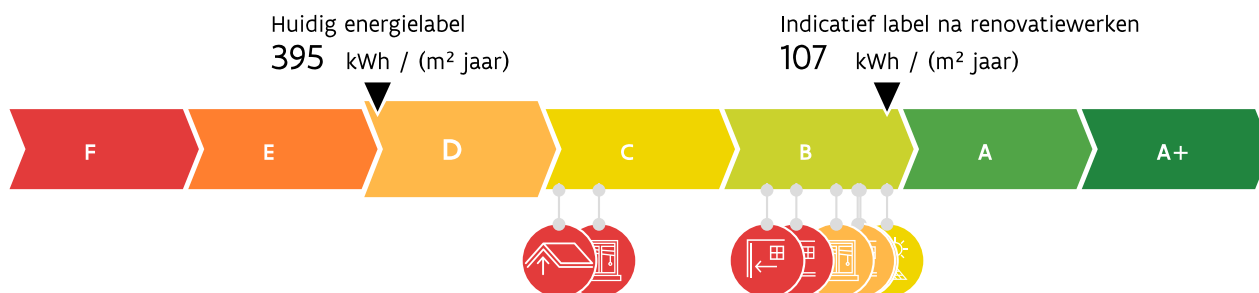 Huidig energielabel
395 kWh / (m² jaar)
Indicatief label na renovatiewerken
107 kWh / (m² jaar)
F E D C B A A+